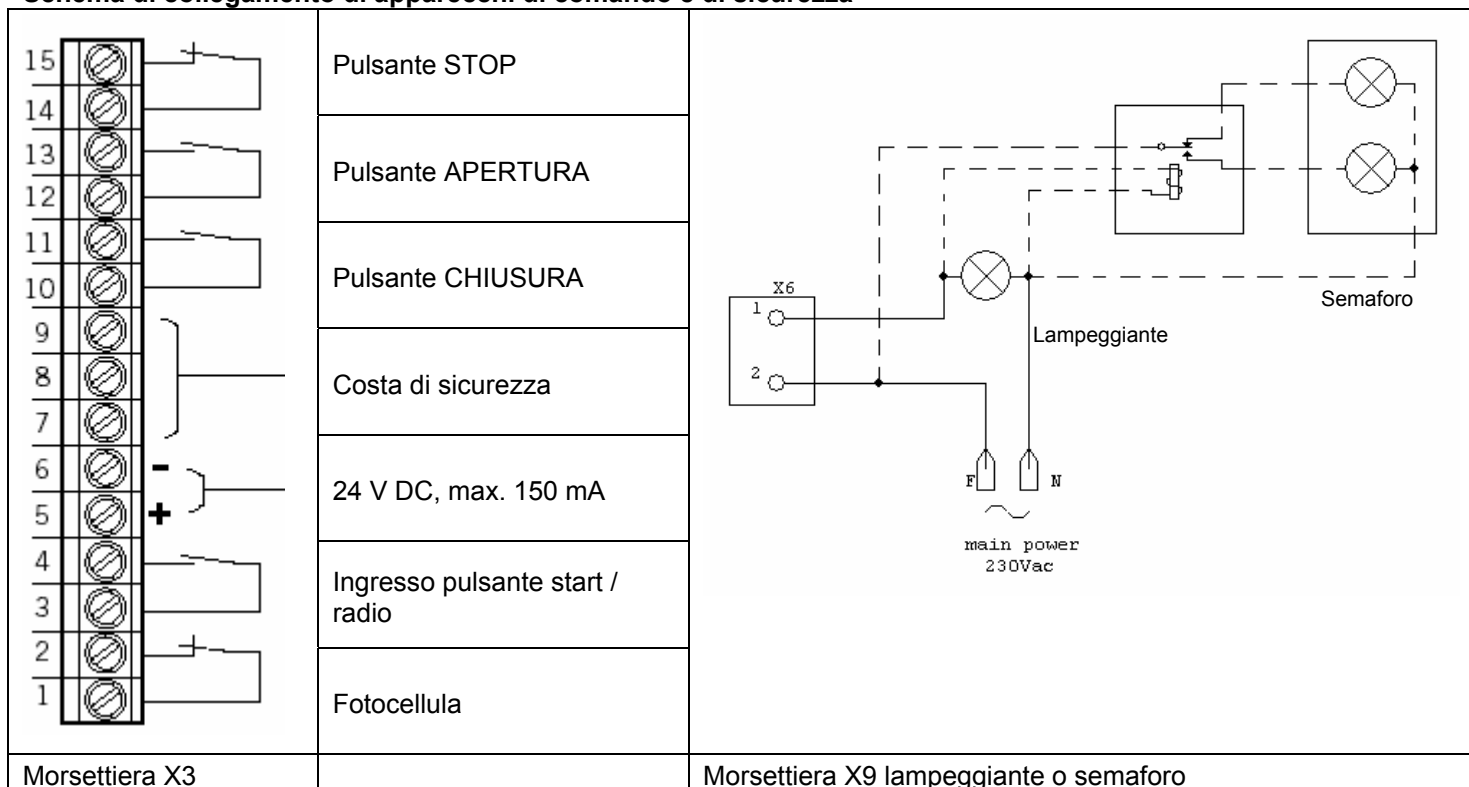 15
14
13
12
11
10
9
8
7
6 -
5 +
4
3
2
1
Pulsante STOP
Pulsante APERTURA
Pulsante CHIUSURA
Costa di sicurezza
24 V DC, max. 150 mA
Ingresso pulsante start /
radio
Fotocellula
X6
1
2
Lampeggiante
Semaforo
F N
main power
230Vac
Morsettiera X3
Morsettiera X9 lampeggiante o semaforo